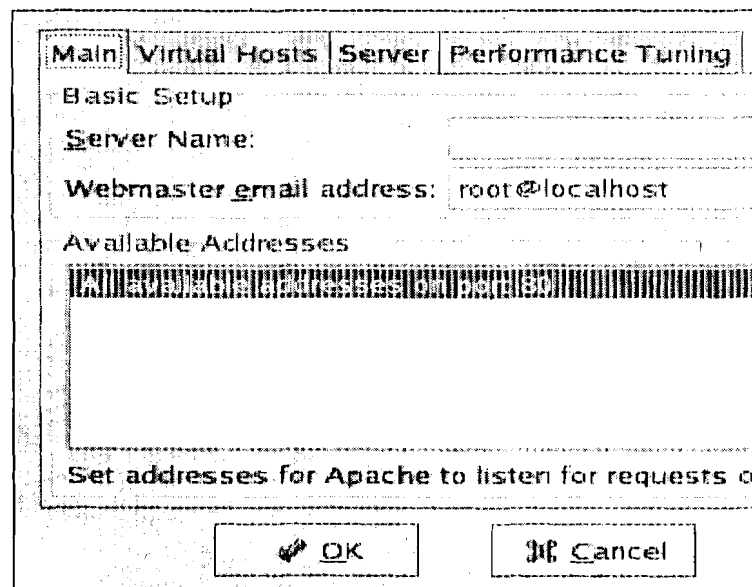 Main Virtual Hosts Server Performance Tuning
Basic Setup
Server Name:
Webmaster email address: root@localhost
Available Addresses
All available addresses on port 80
Set addresses for Apache to listen for requests
OK Cancel